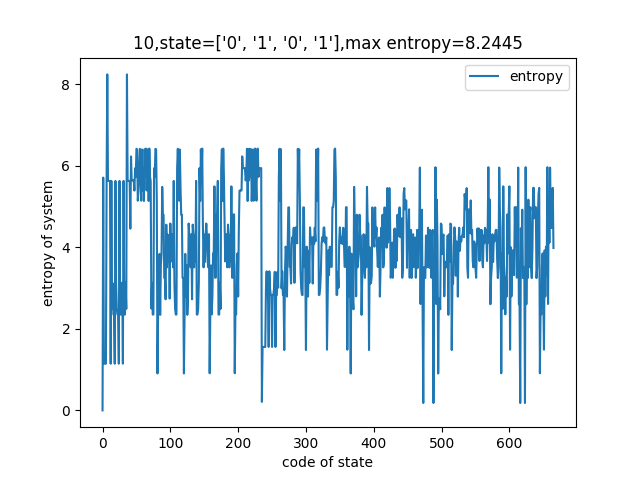 10,state=['0', '1', '0', '1'],max entropy=8.2445
entropy
8
6
4
2
0
entropy of system
0 100 200 300 400 500 600
code of state